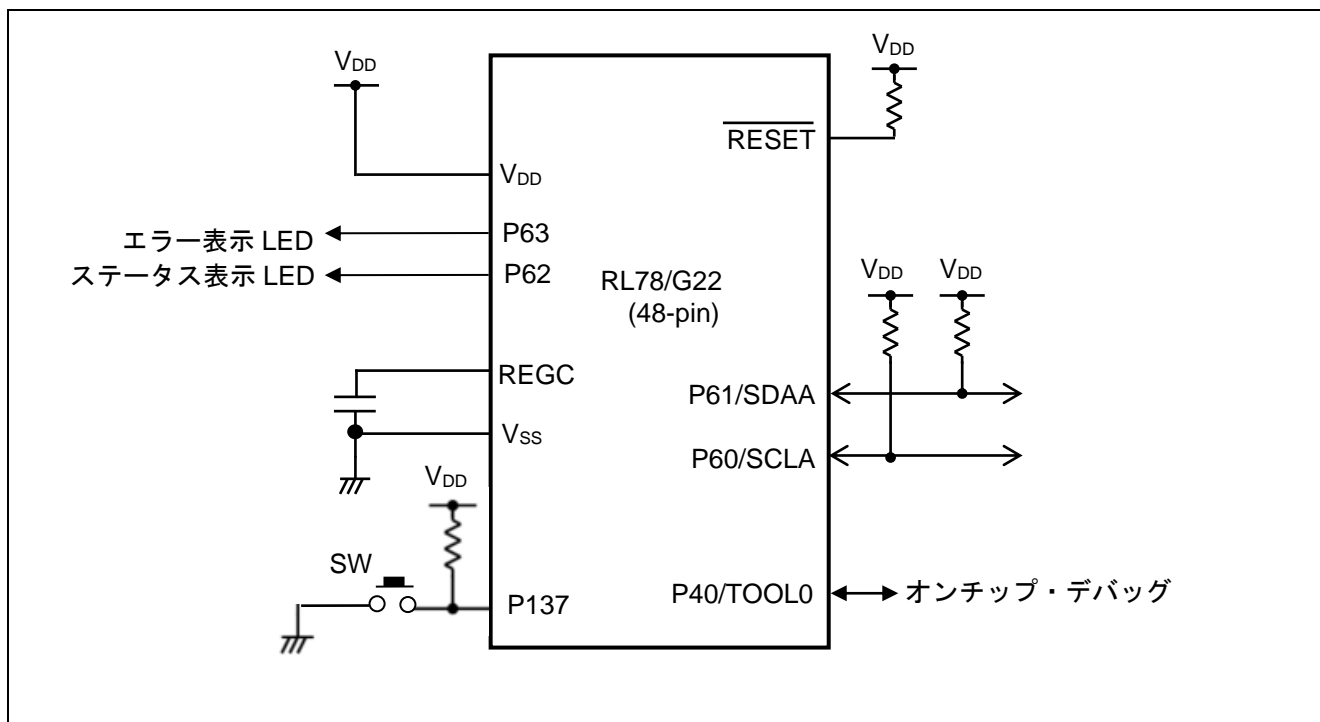 VDD
VDD
RESET
VDD
エラー表示 LED
P63
ステータス表示 LED
P62
RL78/G22
(48-pin)
VDD
VDD
REGC
P61/SDAA
VSS
P60/SCLA
VDD
SW
P137
P40/TOOL0
オンチップ・デバッグ